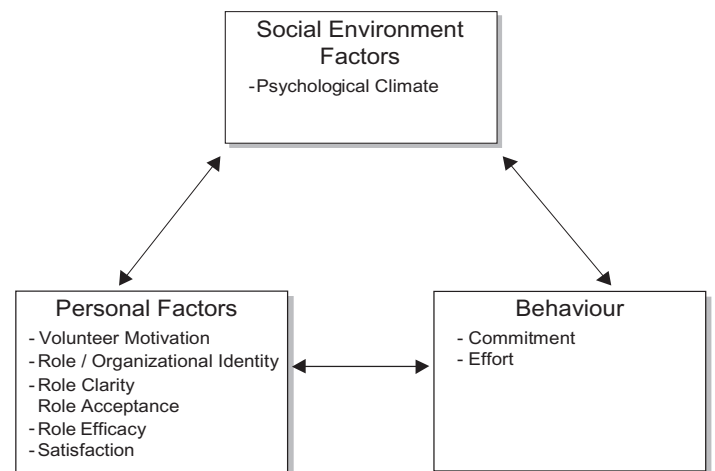 Social Environment
Factors
-Psychological Climate
Personal Factors
- Volunteer Motivation
- Role / Organizational Identity
- Role Clarity
Role Acceptance
- Role Efficacy
- Satisfaction
Behaviour
- Commitment
- Effort